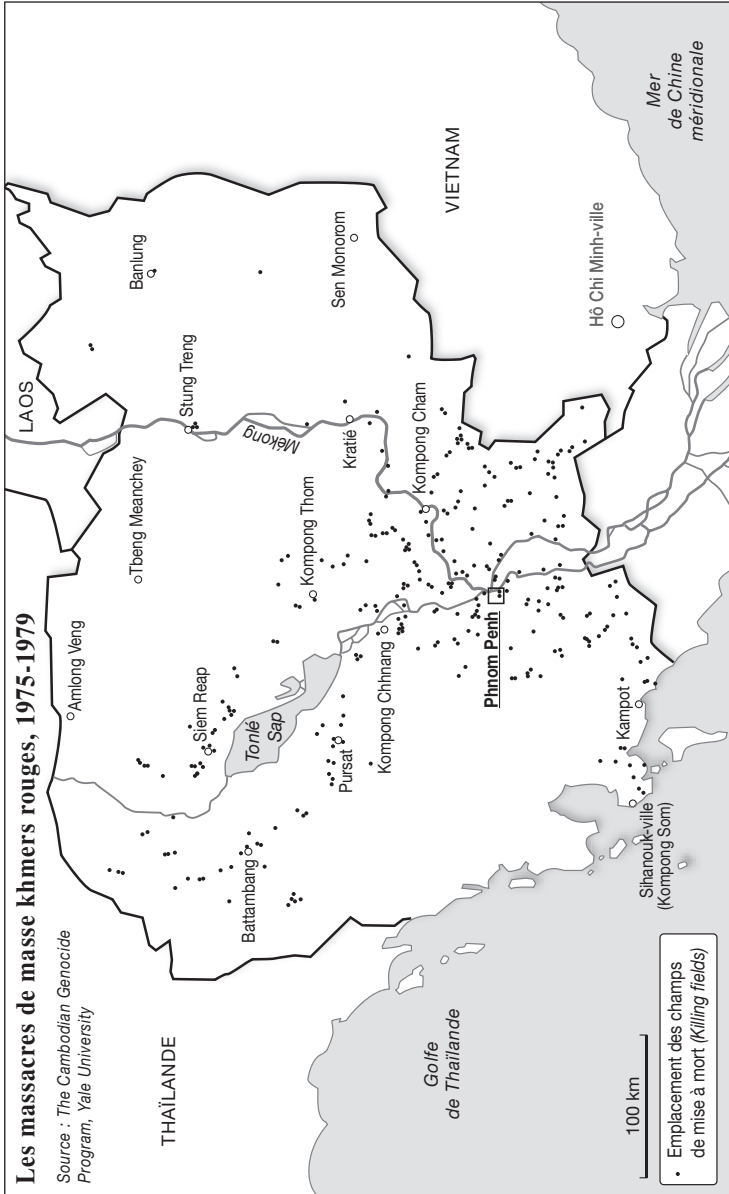 Les massacres de masse khmers rouges, 1975-1979
Source : The Cambodian Genocide
Program, Yale University
THAÏLANDE
LAOS
VIETNAM
Amlong Veng
Tbeng Meanchey
Stung Treng
Banlung
Siem Reap
Battambang
Tonlé
Sap
Pursat
Kompong Thom
Mékong
Kratié
Sen Monorom
Kompong Chhnang
Kompong Cham
Phnom Penh
Hô Chi Minh-ville
Kampot
Sihanouk-ville
(Kompong Som)
Golfe
de Thaïlande
Mer
de Chine
méridionale
100 km
Emplacement des champs
de mise à mort (Killing fields)